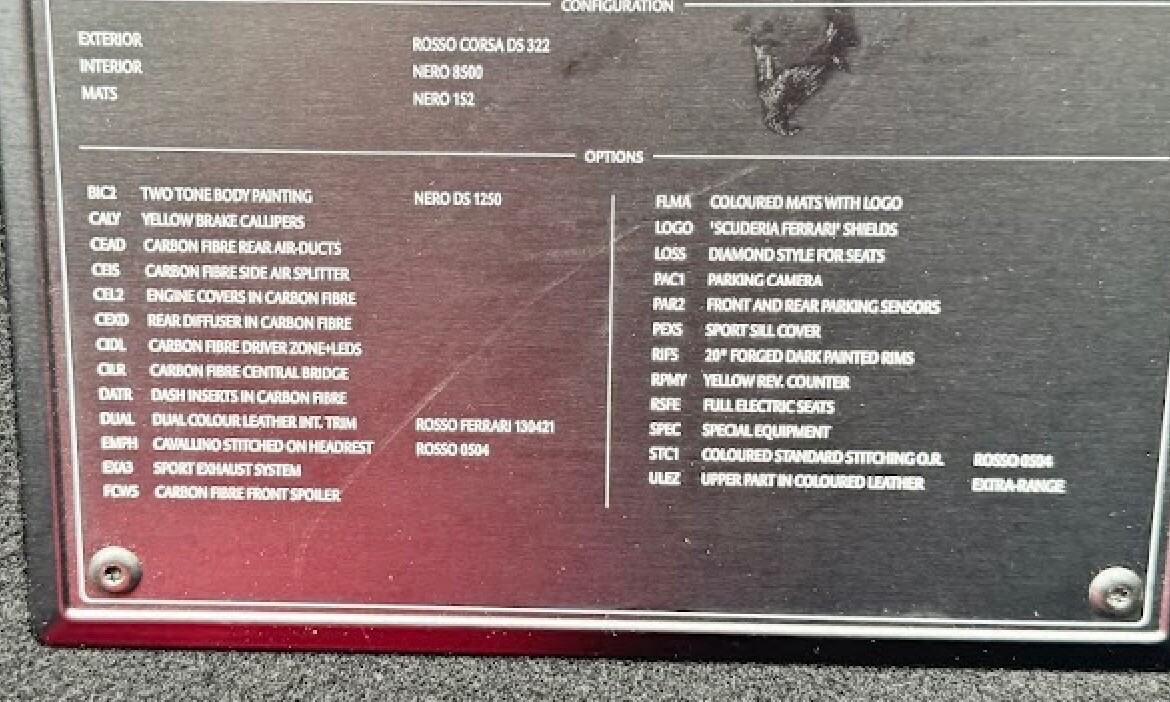 CONFIGURATION
EXTERIOR ROSSO CORSA DS 322
INTERIOR NERO 8500
MATS NERO 152
OPTIONS
BIC2 TWO TONE BODY PAINTING NERO DS 1250
CALY YELLOW BRAKE CALLIPERS
CEAD CARBON FIBRE REAR AIR-DUCTS
CEIS CARBON FIBRE SIDE AIR SPLITTER
CEL2 ENGINE COVERS IN CARBON FIBRE
CEXD REAR DIFFUSER IN CARBON FIBRE
CIDL CARBON FIBRE DRIVER ZONE+LEDS
CILR CARBON FIBRE CENTRAL BRIDGE
DATR DASH INSERTS IN CARBON FIBRE
DUAL DUAL COLOUR LEATHER INT. TRIM ROSSO FERRARI 130421
EMPH CAVALLINO STITCHED ON HEADREST ROSSO 0504
EXA3 SPORT EXHAUST SYSTEM
FCWS CARBON FIBRE FRONT SPOILER
FLMA COLOURED MATS WITH LOGO
LOGO 'SCUDERIA FERRARI' SHIELDS
LOSS DIAMOND STYLE FOR SEATS
PAC1 PARKING CAMERA
PAR2 FRONT AND REAR PARKING SENSORS
PEXS SPORT SILL COVER
RIFS 20" FORGED DARK PAINTED RIMS
RPMY YELLOW REV. COUNTER
RSFE FULL ELECTRIC SEATS
SPEC SPECIAL EQUIPMENT
STC1 COLOURED STANDARD STITCHING O.R. ROSSO 0504
ULEZ UPPER PART IN COLOURED LEATHER EXTRA-RANGE